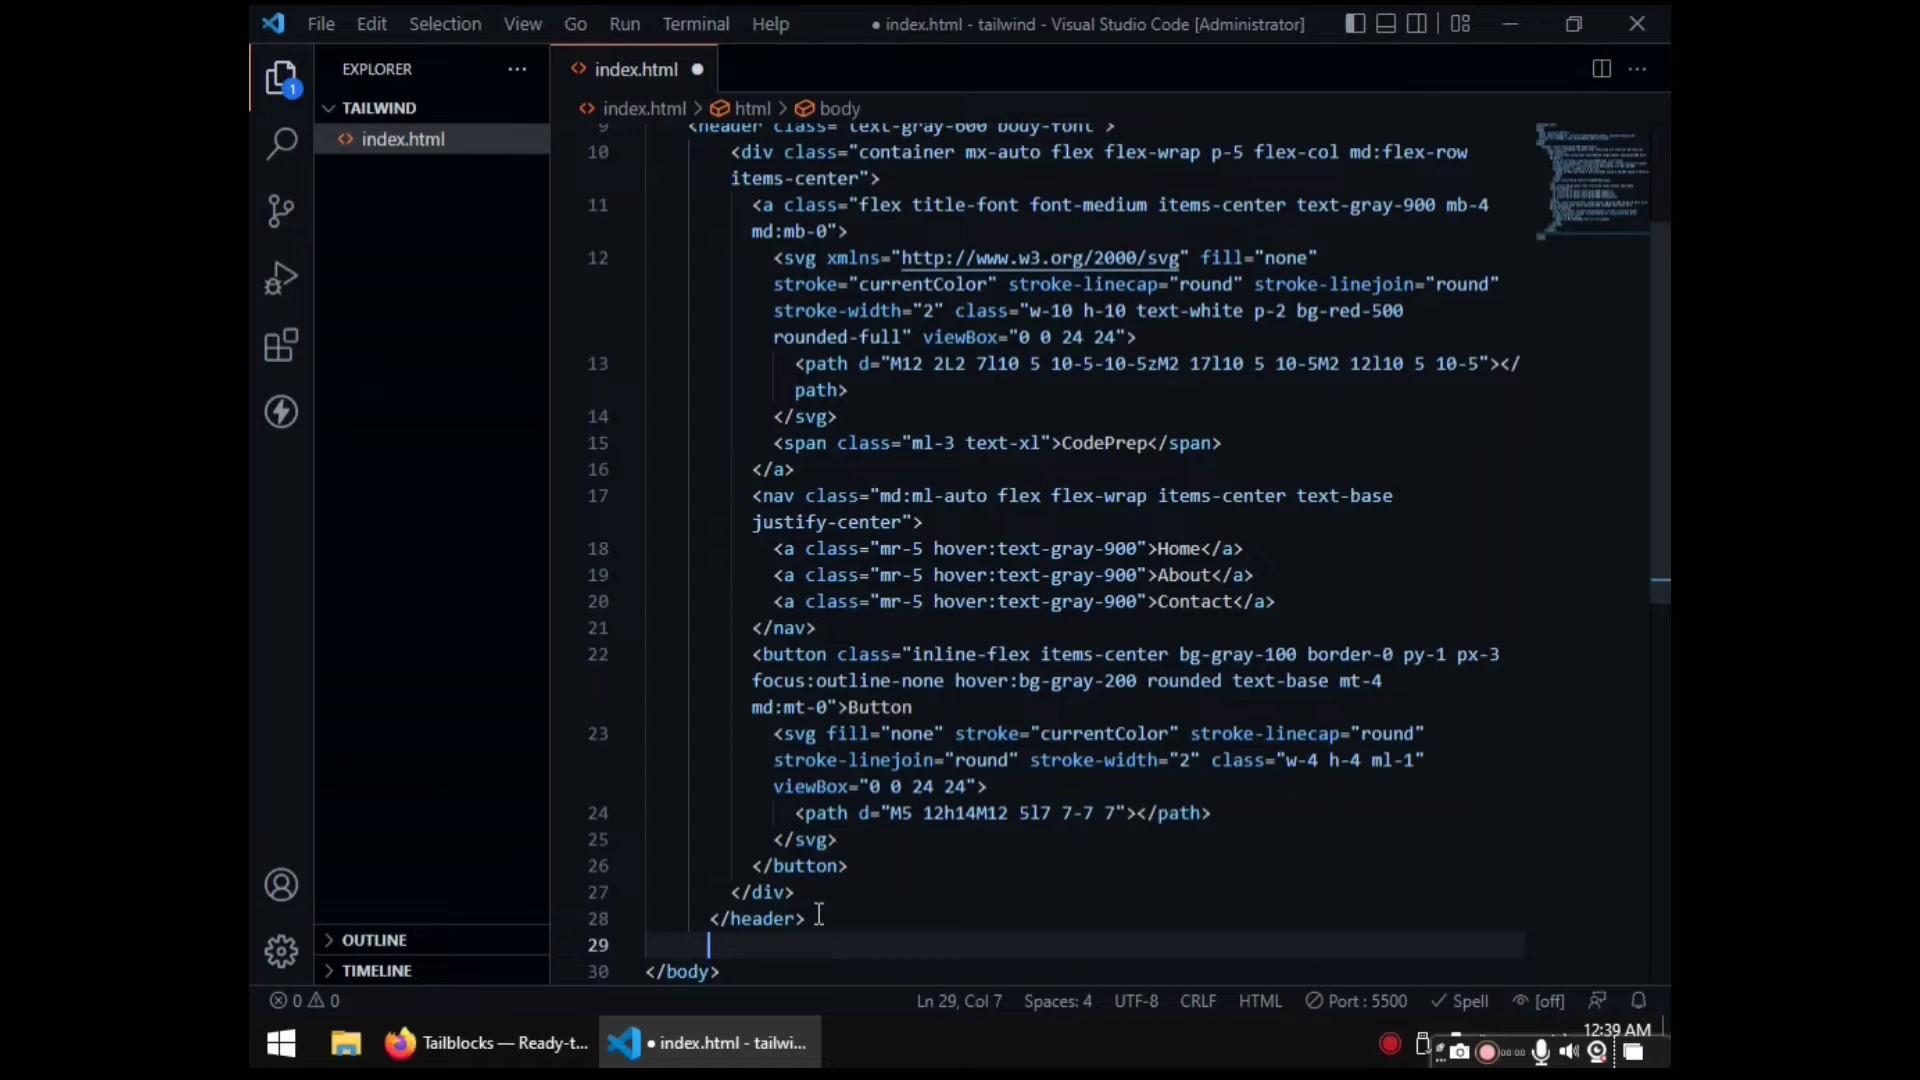 File Edit Selection View Go Run Terminal Help
● index.html - tailwind - Visual Studio Code [Administrator]
EXPLORER
index.html
1
TAILWIND
index.html > html > body
index.html
9 <header class="text-gray-600 body-font">
10 <div class="container mx-auto flex flex-wrap p-5 flex-col md:flex-row
items-center">
11 <a class="flex title-font font-medium items-center text-gray-900 mb-4
md:mb-0">
12 <svg xmlns="http://www.w3.org/2000/svg" fill="none"
stroke="currentColor" stroke-linecap="round" stroke-linejoin="round"
stroke-width="2" class="w-10 h-10 text-white p-2 bg-red-500
rounded-full" viewBox="0 0 24 24">
13 <path d="M12 2L2 7l10 5 10-5-10-5zM2 17l10 5 10-5M2 12l10 5 10-5"></
path>
14 </svg>
15 <span class="ml-3 text-xl">CodePrep</span>
16 </a>
17 <nav class="md:ml-auto flex flex-wrap items-center text-base
justify-center">
18 <a class="mr-5 hover:text-gray-900">Home</a>
19 <a class="mr-5 hover:text-gray-900">About</a>
20 <a class="mr-5 hover:text-gray-900">Contact</a>
21 </nav>
22 <button class="inline-flex items-center bg-gray-100 border-0 py-1 px-3
focus:outline-none hover:bg-gray-200 rounded text-base mt-4
md:mt-0">Button
23 <svg fill="none" stroke="currentColor" stroke-linecap="round"
stroke-linejoin="round" stroke-width="2" class="w-4 h-4 ml-1"
viewBox="0 0 24 24">
24 <path d="M5 12h14M12 5l7 7-7 7"></path>
25 </svg>
26 </button>
27 </div>
28 </header>
29
30 </body>
OUTLINE
TIMELINE
0 0
Ln 29, Col 7 Spaces: 4 UTF-8 CRLF HTML Port : 5500 Spell [off]
Tailblocks — Ready-t...
● index.html - tailwi...
12:39 AM
00:00